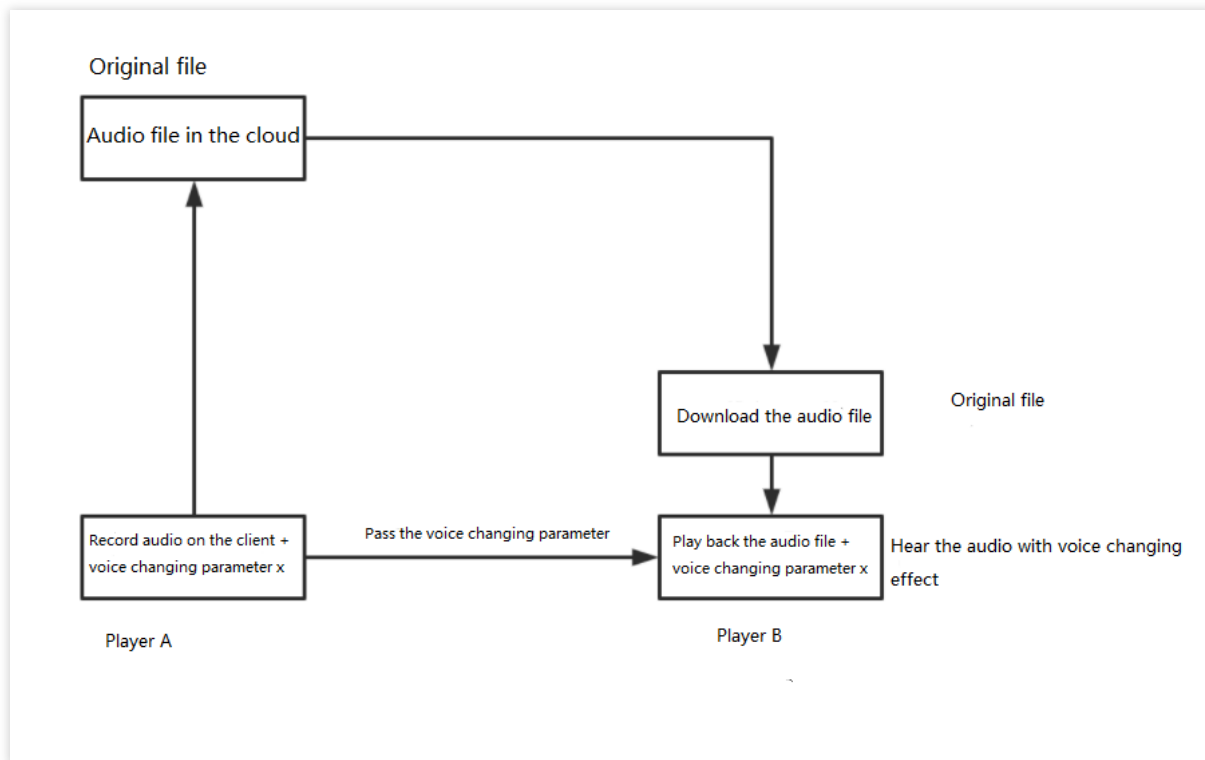 Original file
Audio file in the cloud
Download the audio file
Original file
Record audio on the client +
voice changing parameter x
Pass the voice changing parameter
Play back the audio file +
voice changing parameter x
Hear the audio with voice changing
effect
Player A
Player B